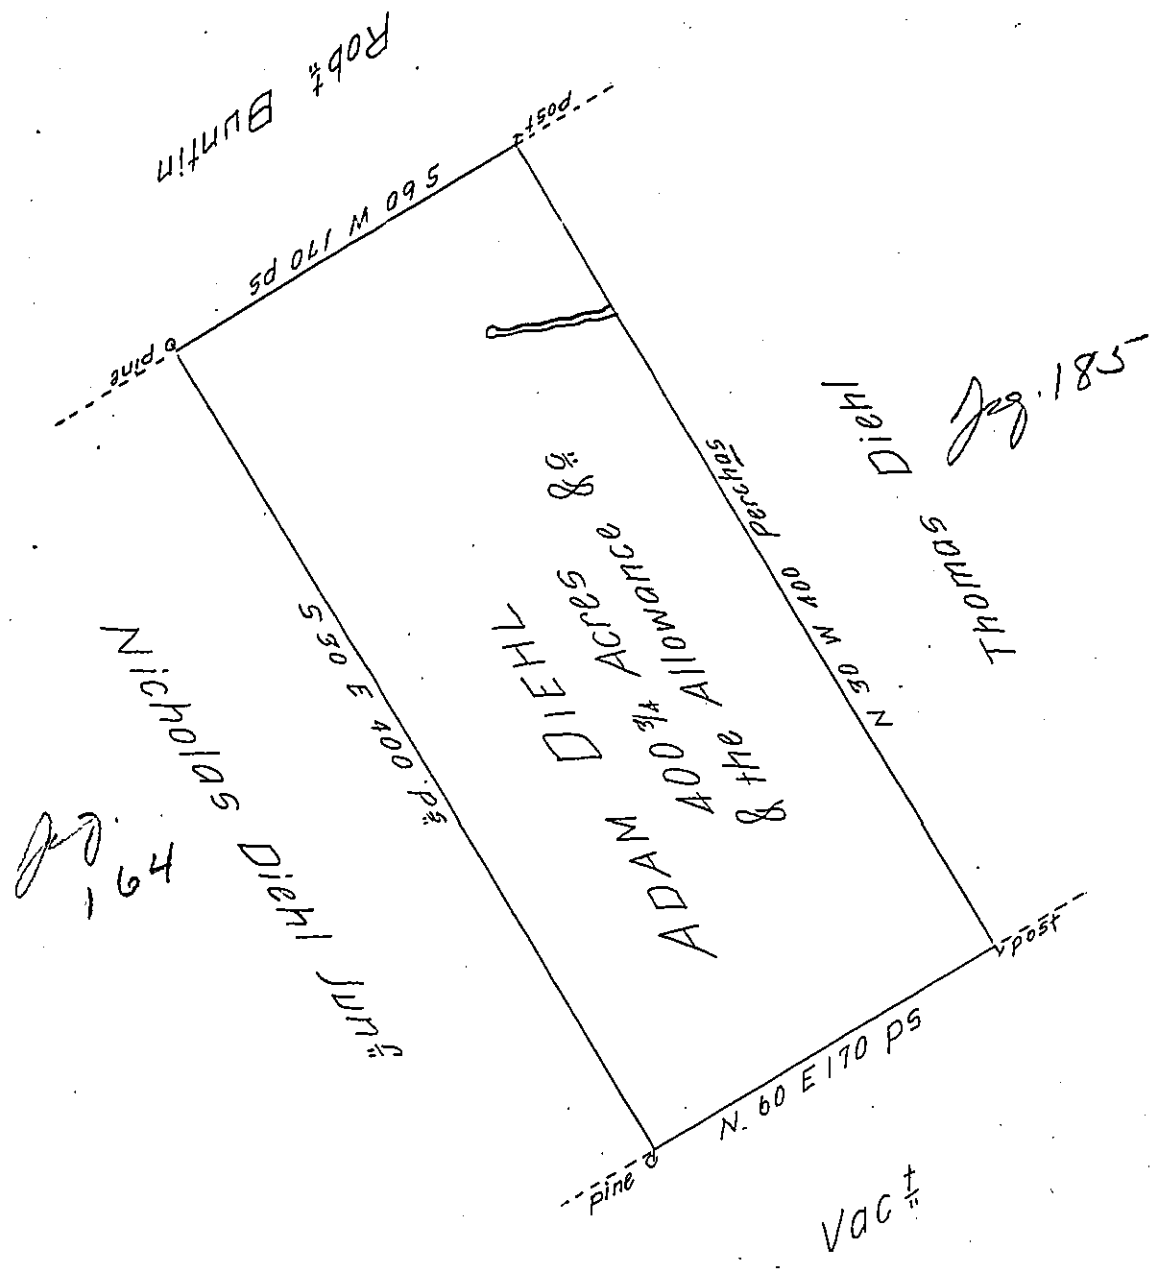 Robt Buntin
post
S 60 W 170 ps
pine
S 30 E 400 ps
Nicholas Diehl Junr
164
ADAM DIEHL
400 3/4 Acres &c
& the Allowance
N 30 W 400 Perches
Thomas Diehl
185
post
N. 60 E 170 ps
pine
Vact